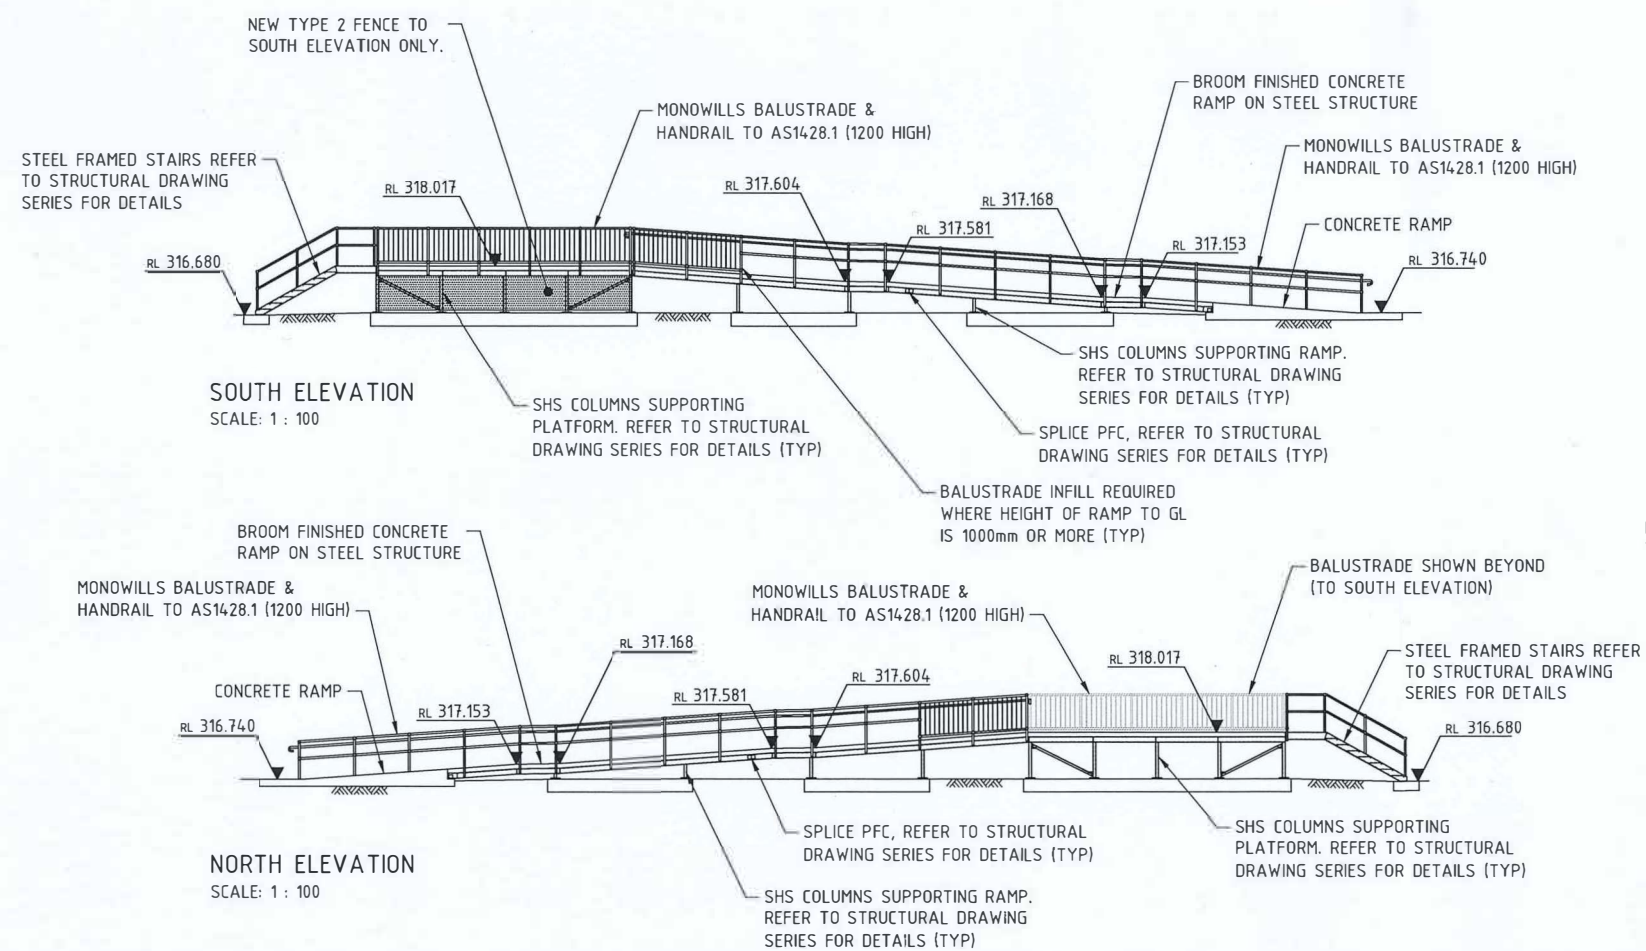 NEW TYPE 2 FENCE TO
SOUTH ELEVATION ONLY.
MONOWILLS BALUSTRADE &
HANDRAIL TO AS1428.1 (1200 HIGH)
BROOM FINISHED CONCRETE
RAMP ON STEEL STRUCTURE
MONOWILLS BALUSTRADE &
HANDRAIL TO AS1428.1 (1200 HIGH)
STEEL FRAMED STAIRS REFER
TO STRUCTURAL DRAWING
SERIES FOR DETAILS
RL 318.017
RL 317.604
RL 317.168
RL 317.581
RL 317.153
CONCRETE RAMP
RL 316.680
RL 316.740
SOUTH ELEVATION
SCALE: 1 : 100
SHS COLUMNS SUPPORTING
PLATFORM. REFER TO STRUCTURAL
DRAWING SERIES FOR DETAILS (TYP)
SHS COLUMNS SUPPORTING RAMP.
REFER TO STRUCTURAL DRAWING
SERIES FOR DETAILS (TYP)
SPLICE PFC, REFER TO STRUCTURAL
DRAWING SERIES FOR DETAILS (TYP)
BALUSTRADE INFILL REQUIRED
WHERE HEIGHT OF RAMP TO GL
IS 1000mm OR MORE (TYP)
BROOM FINISHED CONCRETE
RAMP ON STEEL STRUCTURE
MONOWILLS BALUSTRADE &
HANDRAIL TO AS1428.1 (1200 HIGH)
MONOWILLS BALUSTRADE &
HANDRAIL TO AS1428.1 (1200 HIGH)
BALUSTRADE SHOWN BEYOND
(TO SOUTH ELEVATION)
STEEL FRAMED STAIRS REFER
TO STRUCTURAL DRAWING
SERIES FOR DETAILS
RL 317.168
RL 318.017
CONCRETE RAMP
RL 317.581
RL 317.604
RL 317.153
RL 316.740
RL 316.680
NORTH ELEVATION
SCALE: 1 : 100
SPLICE PFC, REFER TO STRUCTURAL
DRAWING SERIES FOR DETAILS (TYP)
SHS COLUMNS SUPPORTING
PLATFORM. REFER TO STRUCTURAL
DRAWING SERIES FOR DETAILS (TYP)
SHS COLUMNS SUPPORTING RAMP.
REFER TO STRUCTURAL DRAWING
SERIES FOR DETAILS (TYP)